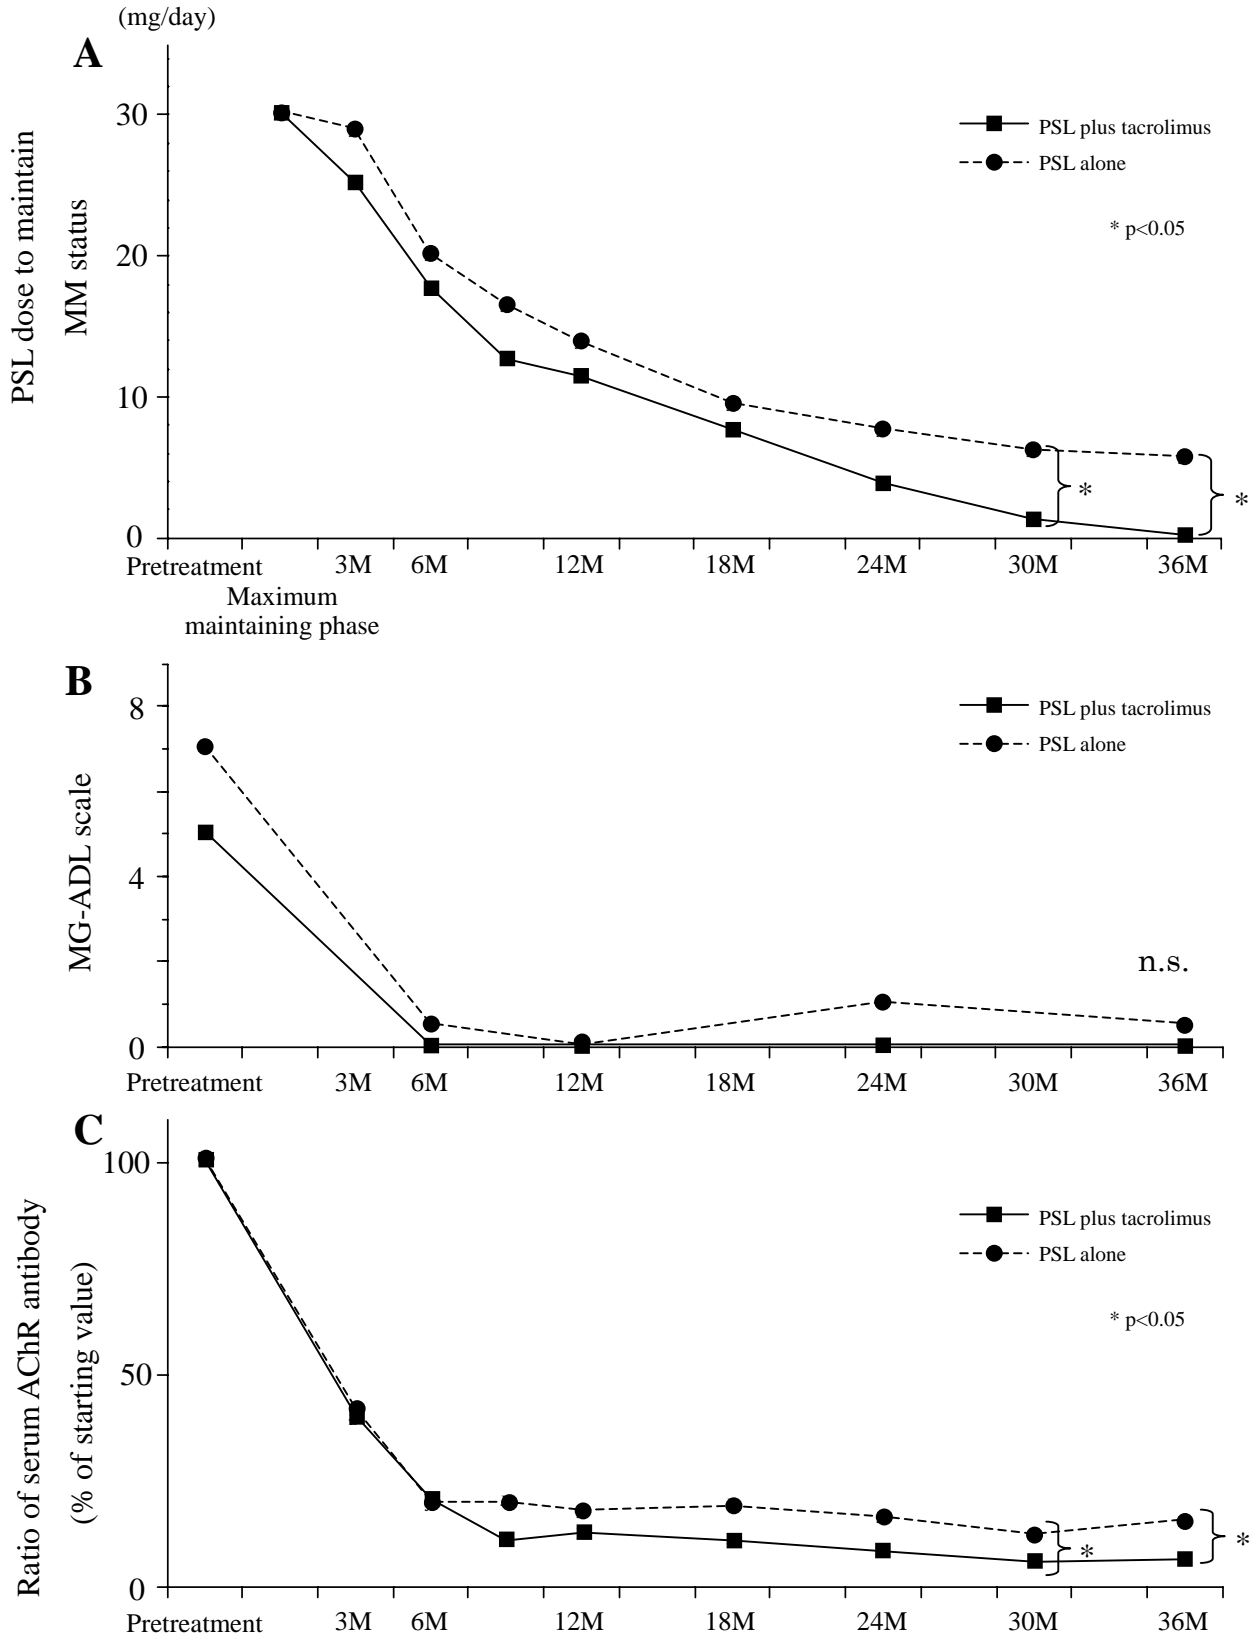 (mg/day)
A
PSL dose to maintain
MM status
30
20
10
0
PSL plus tacrolimus
PSL alone
* p<0.05
*
*
Pretreatment 3M 6M 12M 18M 24M 30M 36M
Maximum
maintaining phase
B
MG-ADL scale
8
4
0
PSL plus tacrolimus
PSL alone
n.s.
Pretreatment 3M 6M 12M 18M 24M 30M 36M
C
Ratio of serum AChR antibody
(% of starting value)
100
50
0
PSL plus tacrolimus
PSL alone
* p<0.05
*
*
Pretreatment 3M 6M 12M 18M 24M 30M 36M